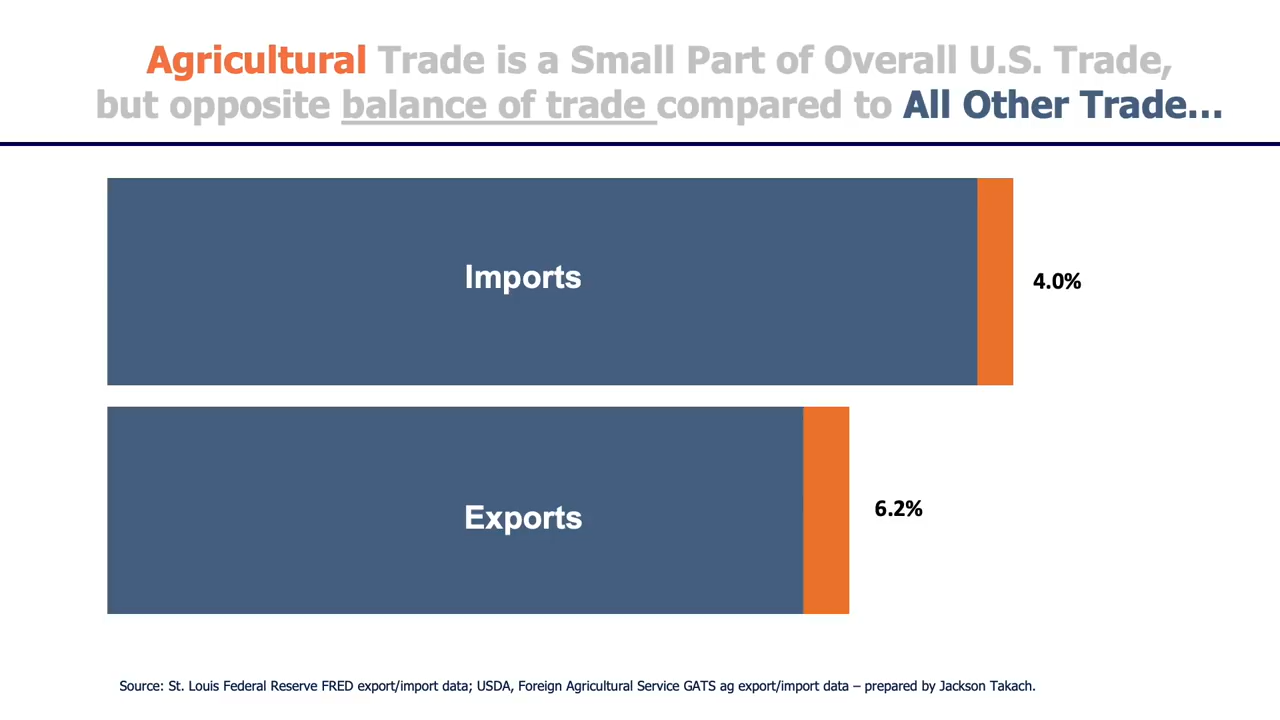 Agricultural Trade is a Small Part of Overall U.S. Trade,
but opposite balance of trade compared to All Other Trade...
Imports
4.0%
Exports
6.2%
Source: St. Louis Federal Reserve FRED export/import data; USDA, Foreign Agricultural Service GATS ag export/import data – prepared by Jackson Takach.